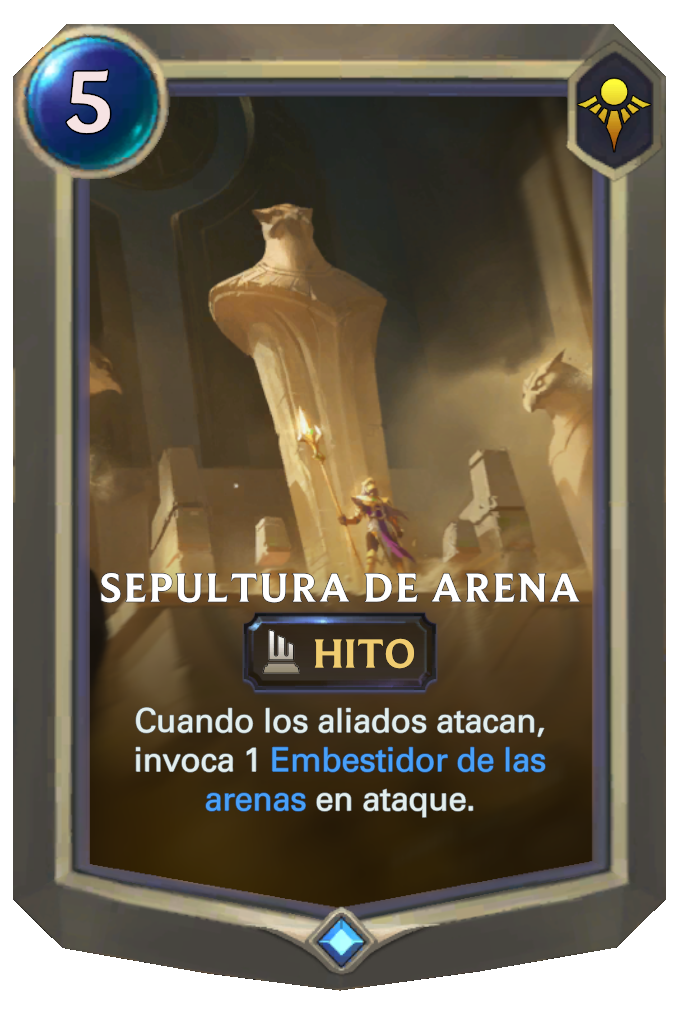 5
SEPULTURA DE ARENA
HITO
Cuando los aliados atacan,
invoca 1 Embestidor de las
arenas en ataque.